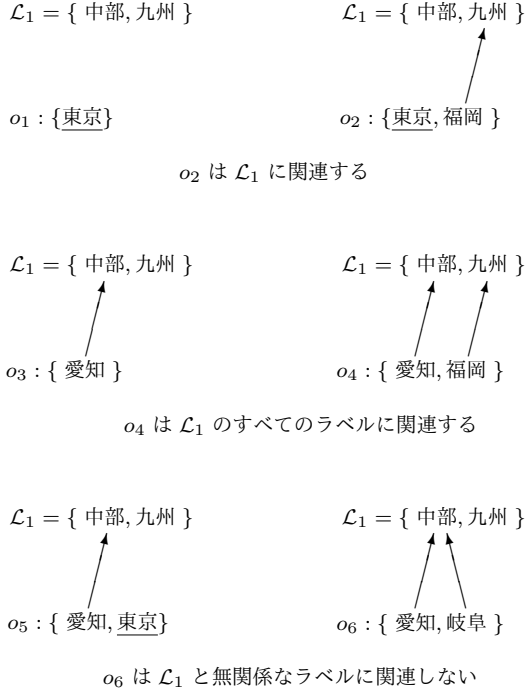 ℒ₁ = { 中部, 九州 }    ℒ₁ = { 中部, 九州 }
o₁ : {東京}    o₂ : {東京, 福岡 }
o₂ は ℒ₁ に関連する
ℒ₁ = { 中部, 九州 }    ℒ₁ = { 中部, 九州 }
o₃ : { 愛知 }    o₄ : { 愛知, 福岡 }
o₄ は ℒ₁ のすべてのラベルに関連する
ℒ₁ = { 中部, 九州 }    ℒ₁ = { 中部, 九州 }
o₅ : { 愛知, 東京}    o₆ : { 愛知, 岐阜 }
o₆ は ℒ₁ と無関係なラベルに関連しない